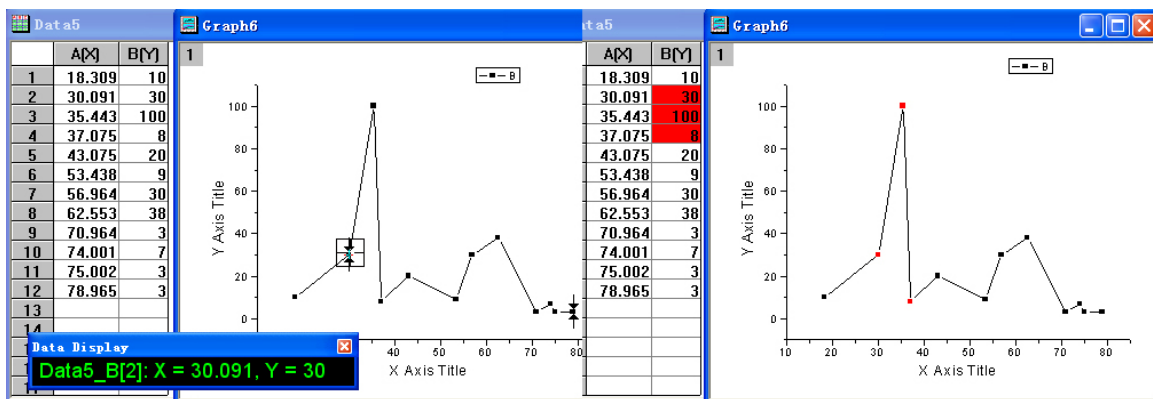 Data5
A(X) B(Y)
1 18.309 10
2 30.091 30
3 35.443 100
4 37.075 8
5 43.075 20
6 53.438 9
7 56.964 30
8 62.553 38
9 70.964 3
10 74.001 7
11 75.002 3
12 78.965 3
13
14
Graph6
1
B
100
80
60
40
20
0
Y Axis Title
40 50 60 70 80
X Axis Title
Data Display
Data5_B[2]: X = 30.091, Y = 30
ta5
A(X) B(Y)
18.309 10
30.091 30
35.443 100
37.075 8
43.075 20
53.438 9
56.964 30
62.553 38
70.964 3
74.001 7
75.002 3
78.965 3
Graph6
1
B
100
80
60
40
20
0
Y Axis Title
10 20 30 40 50 60 70 80
X Axis Title